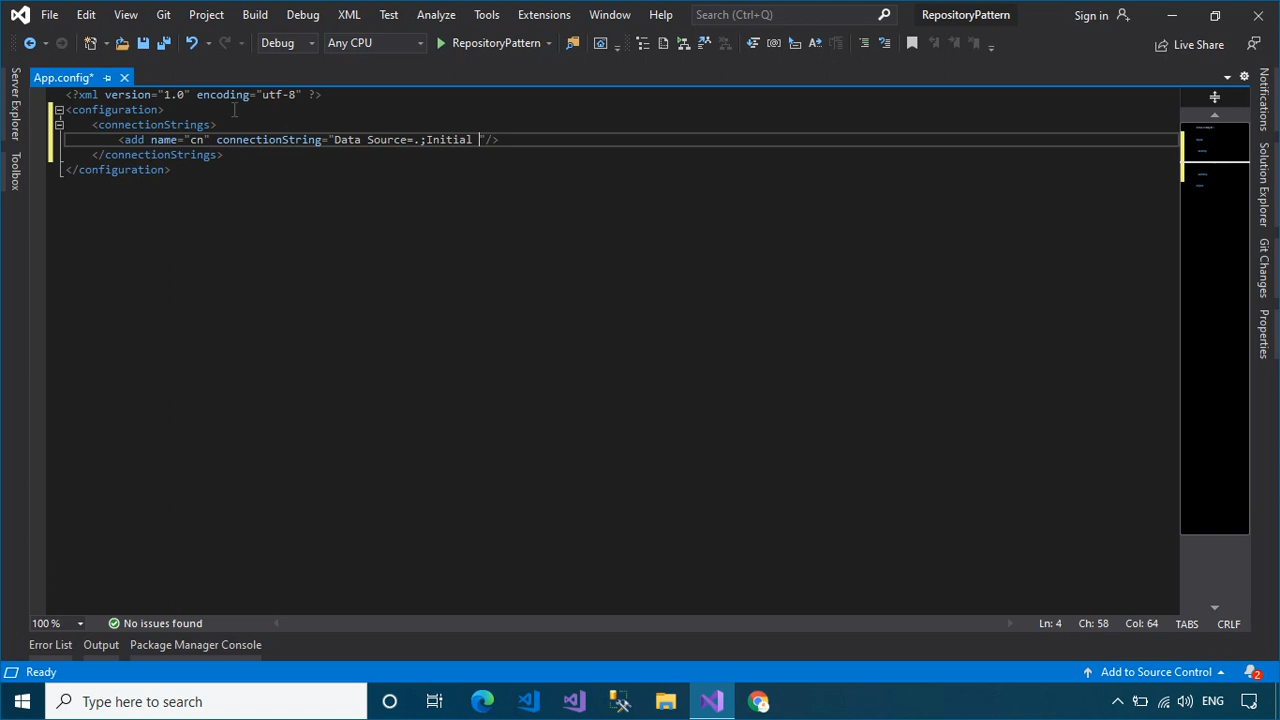 File Edit View Git Project Build Debug XML Test Analyze Tools Extensions Window Help Search (Ctrl+Q) RepositoryPattern Sign in
Debug Any CPU RepositoryPattern Live Share
App.config*
<?xml version="1.0" encoding="utf-8" ?>
<configuration>
<connectionStrings>
<add name="cn" connectionString="Data Source=.;Initial "/>
</connectionStrings>
</configuration>
Server Explorer
Toolbox
Notifications
Solution Explorer
Git Changes
Properties
100 % No issues found Ln: 4 Ch: 58 Col: 64 TABS CRLF
Error List Output Package Manager Console
Ready Add to Source Control 2
Type here to search ENG